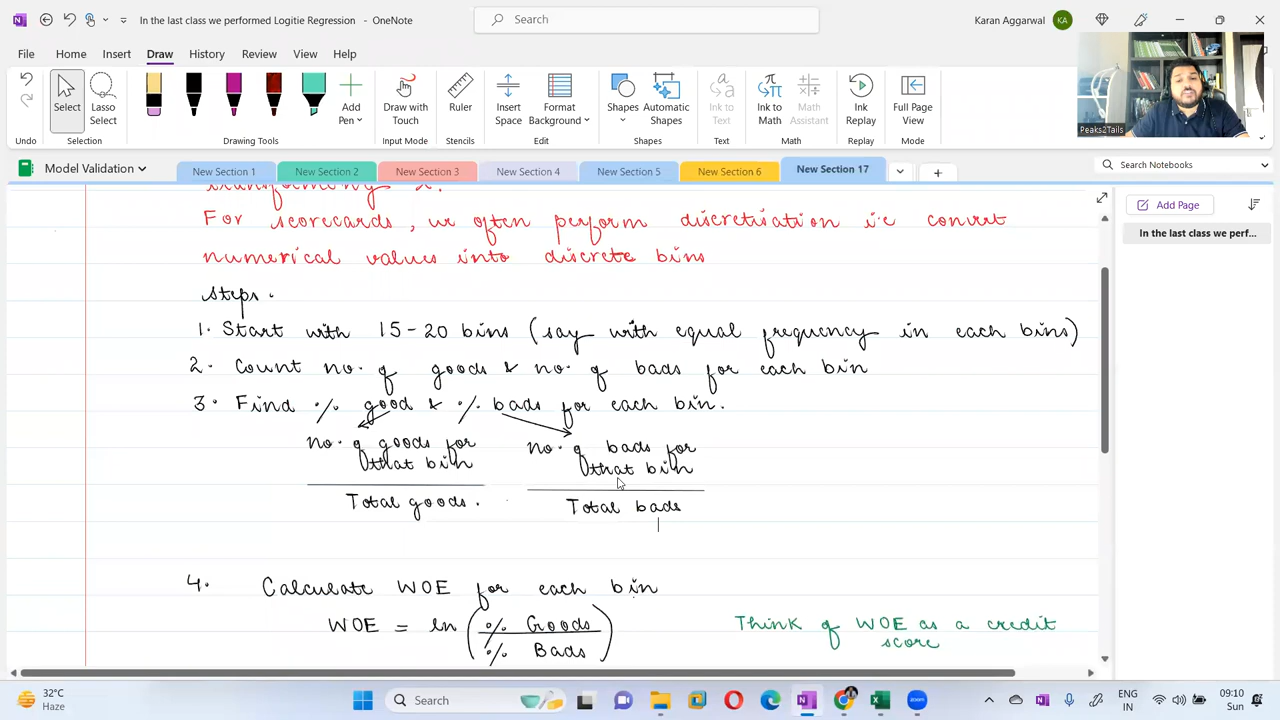 In the last class we performed Logitie Regression - OneNote
Search
Karan Aggarwal
KA
File Home Insert Draw History Review View Help
Undo
Select
Lasso Select
Selection
Add Pen
Drawing Tools
Draw with Touch
Input Mode
Ruler
Stencils
Insert Space
Format Background
Edit
Shapes
Automatic Shapes
Shapes
Ink to Text
Text
Ink to Math
Math Assistant
Math
Ink Replay
Replay
Full Page View
Mode
Peaks2Tails
Model Validation
New Section 1
New Section 2
New Section 3
New Section 4
New Section 5
New Section 6
New Section 17
Search Notebooks
Add Page
In the last class we perf...
transforming x.
For scorecards, we often perform discretisation i.e convert
numerical values into discrete bins
Steps.
1. Start with 15-20 bins (say with equal frequency in each bins)
2. Count no. of goods & no. of bads for each bin
3. Find % good & % bads for each bin.
no. of goods for that bin
Total goods.
no. of bads for that bin
Total bads
4. Calculate WOE for each bin
WOE = ln (% Goods / % Bads)
Think of WOE as a credit
score
32°C
Haze
Search
ENG
IN
09:10
Sun